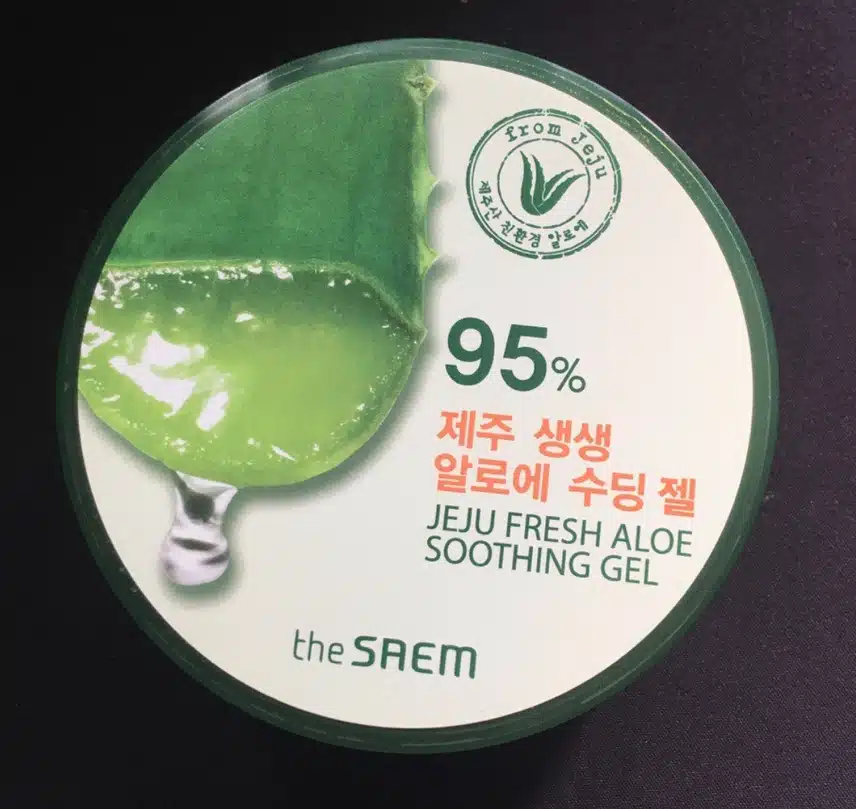 from Jeju
제주산 친환경 알로에
95%
제주 생생
알로에 수딩 젤
JEJU FRESH ALOE
SOOTHING GEL
the SAEM